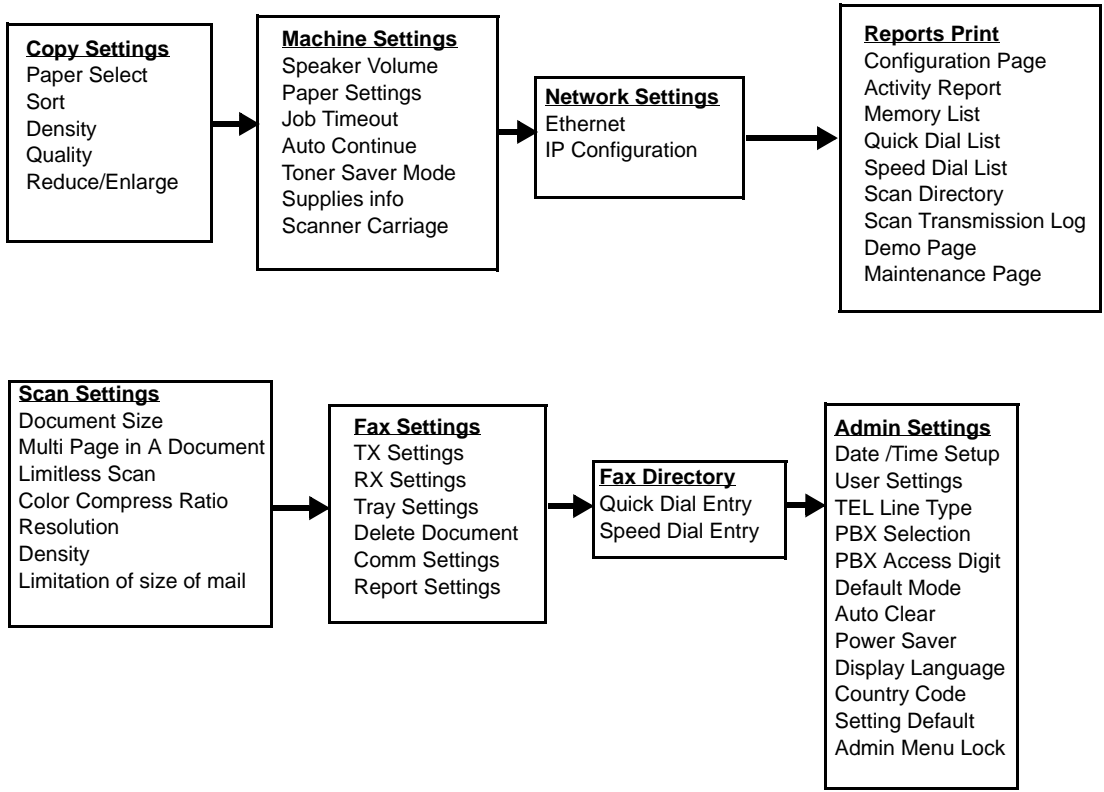 Copy Settings
Paper Select
Sort
Density
Quality
Reduce/Enlarge
Machine Settings
Speaker Volume
Paper Settings
Job Timeout
Auto Continue
Toner Saver Mode
Supplies info
Scanner Carriage
Network Settings
Ethernet
IP Configuration
Reports Print
Configuration Page
Activity Report
Memory List
Quick Dial List
Speed Dial List
Scan Directory
Scan Transmission Log
Demo Page
Maintenance Page
Scan Settings
Document Size
Multi Page in A Document
Limitless Scan
Color Compress Ratio
Resolution
Density
Limitation of size of mail
Fax Settings
TX Settings
RX Settings
Tray Settings
Delete Document
Comm Settings
Report Settings
Fax Directory
Quick Dial Entry
Speed Dial Entry
Admin Settings
Date /Time Setup
User Settings
TEL Line Type
PBX Selection
PBX Access Digit
Default Mode
Auto Clear
Power Saver
Display Language
Country Code
Setting Default
Admin Menu Lock